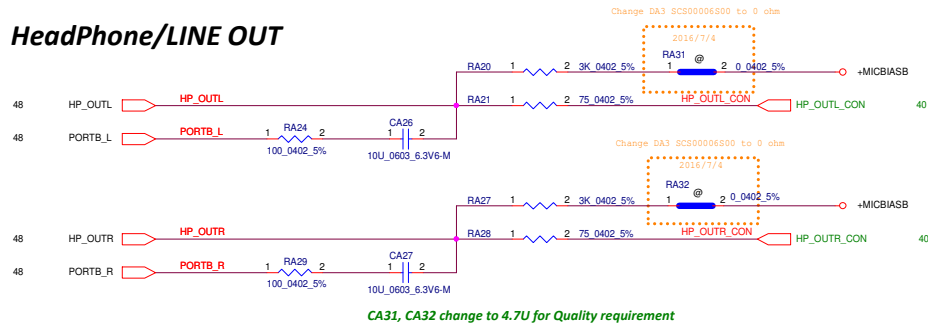 Change DA3 SCS00006S00 to 0 ohm
HeadPhone/LINE OUT
2016/7/4
RA20 1 2 3K_0402_5% RA31 1 @ 2 0_0402_5% +MICBIASB
48 HP_OUTL HP_OUTL RA21 1 2 75_0402_5% HP_OUTL_CON HP_OUTL_CON 40
48 PORTB_L PORTB_L 1 RA24 2 1 CA26 2
100_0402_5% 10U_0603_6.3V6-M
Change DA3 SCS00006S00 to 0 ohm
2016/7/4
RA27 1 2 3K_0402_5% RA32 1 @ 2 0_0402_5% +MICBIASB
48 HP_OUTR HP_OUTR RA28 1 2 75_0402_5% HP_OUTR_CON HP_OUTR_CON 40
48 PORTB_R PORTB_R 1 RA29 2 1 CA27 2
100_0402_5% 10U_0603_6.3V6-M
CA31, CA32 change to 4.7U for Quality requirement